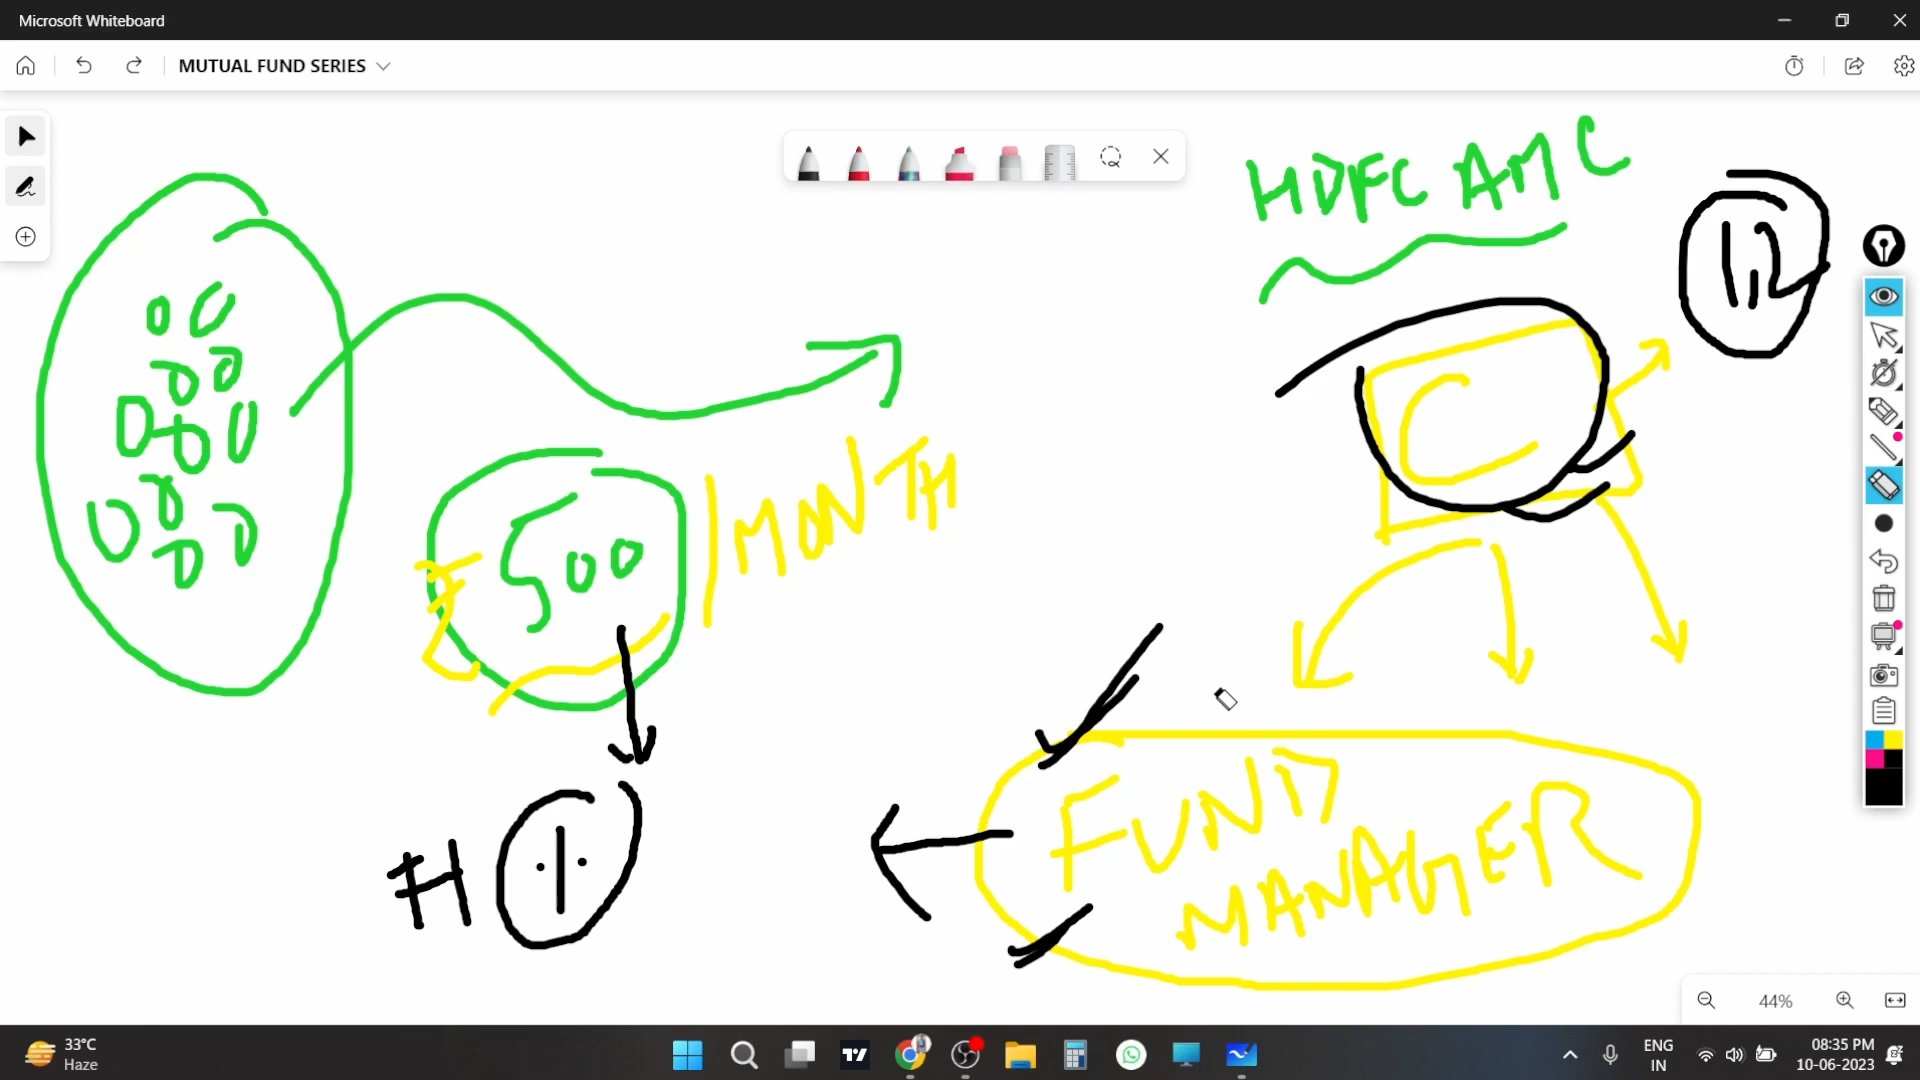 Microsoft Whiteboard
MUTUAL FUND SERIES
HDFC AMC
C
₹ 500 / MONTH
# 1
FUND
MANAGER
44%
33°C
Haze
ENG
IN
08:35 PM
10-06-2023